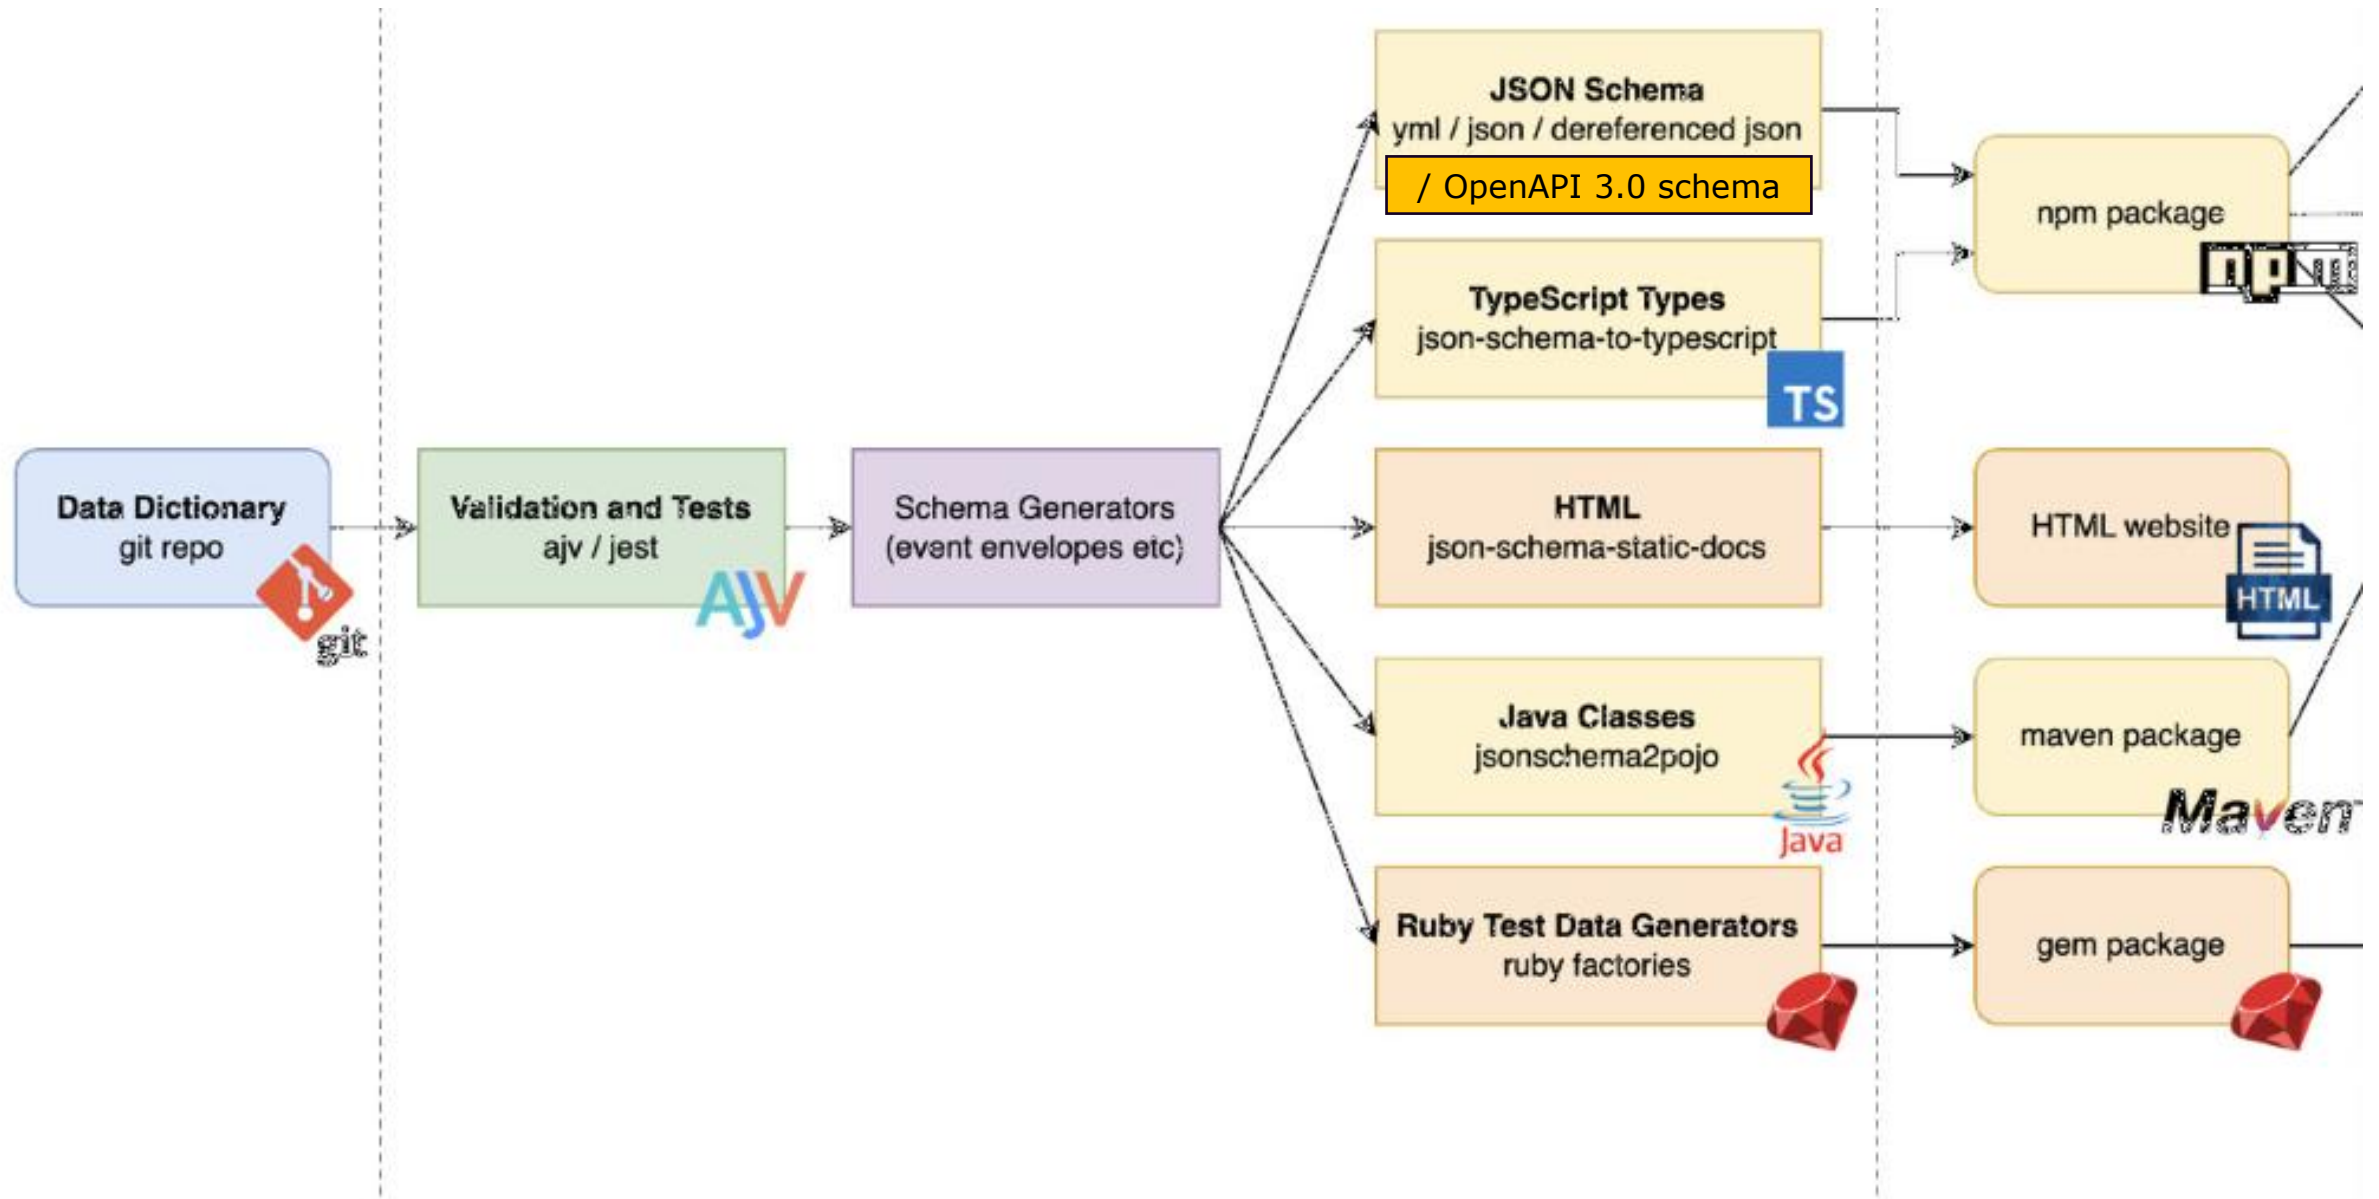 JSON Schema
yml / json / dereferenced json
/ OpenAPI 3.0 schema
npm package
npm
TypeScript Types
json-schema-to-typescript
TS
Data Dictionary
git repo
git
Validation and Tests
ajv / jest
AJV
Schema Generators
(event envelopes etc)
HTML
json-schema-static-docs
HTML website
HTML
Java Classes
jsonschema2pojo
Java
maven package
Maven
Ruby Test Data Generators
ruby factories
gem package